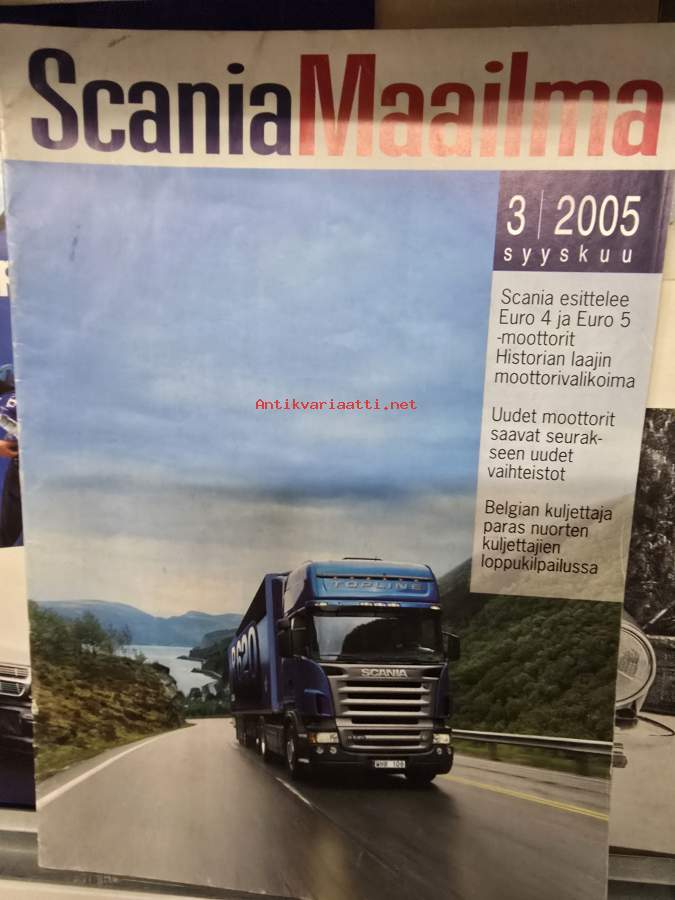 ScaniaMaailma
3 | 2005
syyskuu
Scania esittelee
Euro 4 ja Euro 5
-moottorit
Historian laajin
moottorivalikoima
Uudet moottorit
saavat seurak-
seen uudet
vaihteistot
Belgian kuljettaja
paras nuorten
kuljettajien
loppukilpailussa
Antikvariaatti.net
TOPLINE
SCANIA